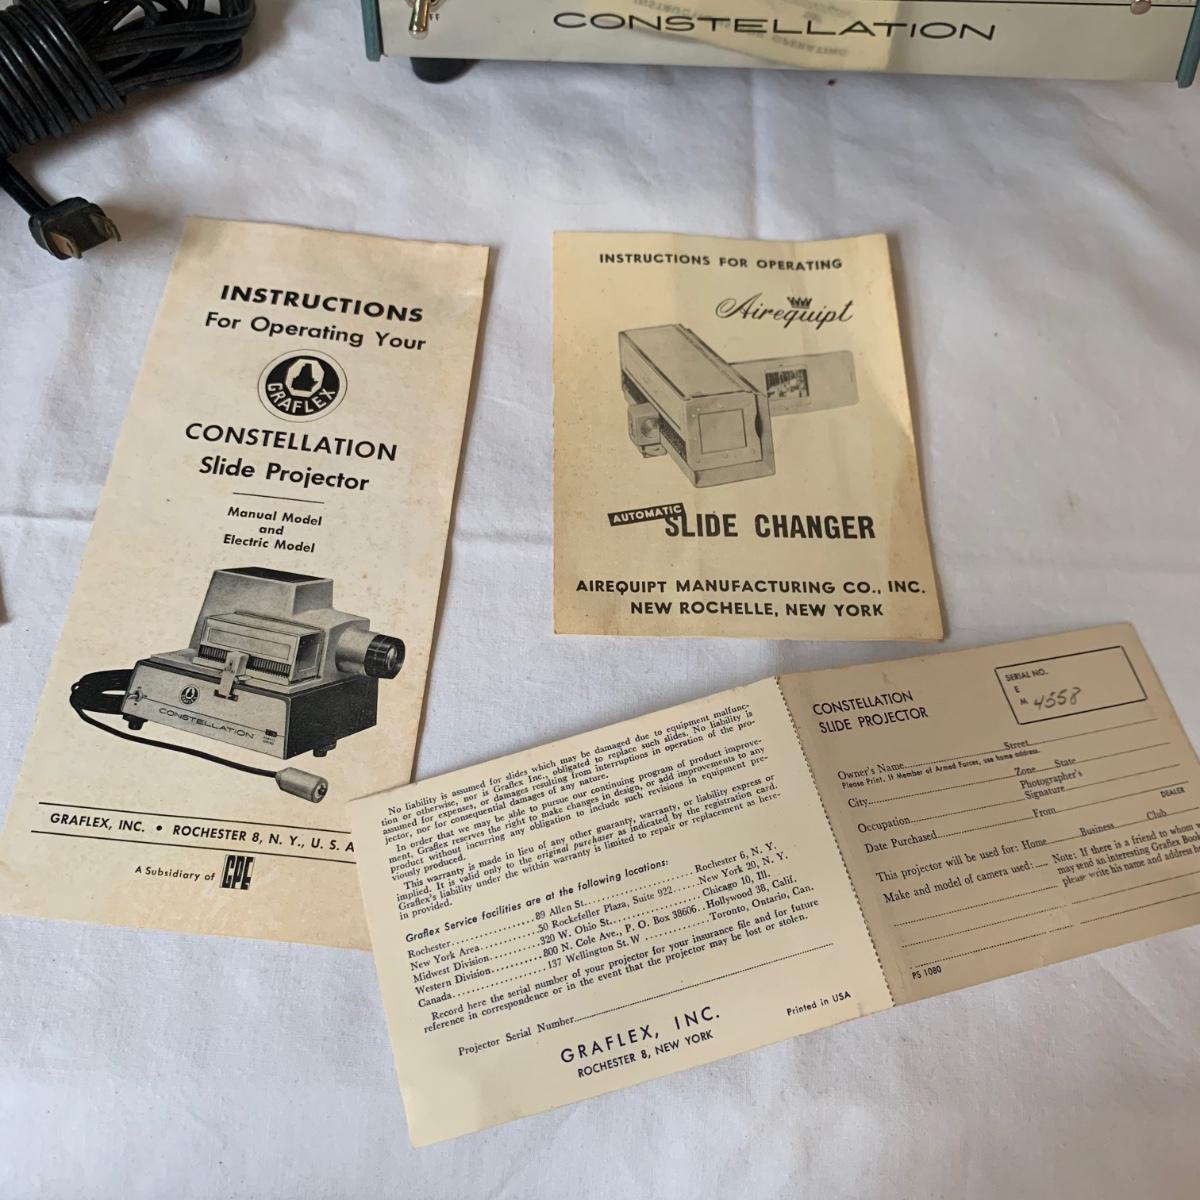 FF
CONSTELLATION
INSTRUCTIONS
For Operating Your
GRAFLEX
CONSTELLATION
Slide Projector
Manual Model
and
Electric Model
CONSTELLATION
GRAFLEX, INC. • ROCHESTER 8, N. Y., U. S. A
A Subsidiary of GPE
INSTRUCTIONS FOR OPERATING
Airequipt
AUTOMATIC
SLIDE CHANGER
AIREQUIPT MANUFACTURING CO., INC.
NEW ROCHELLE, NEW YORK
No liability is assumed for slides which may be damaged due to equipment malfunc-
tion or otherwise, nor is Graflex Inc., obligated to replace such slides. No liability is
assumed for expenses, or damages resulting from interruptions in operation of the pro-
jector, nor for consequential damages of any nature.
In order that we may be able to pursue our continuing program of product improve-
ment, Graflex reserves the right to make changes in design, or add improvements to any
product without incurring any obligation to include such revisions in equipment pre-
viously produced.
This warranty is made in lieu of any other guaranty, warranty, or liability express or
implied. It is valid only to the original purchaser as indicated by the registration card.
Graflex's liability under the within warranty is limited to repair or replacement as here-
in provided.
Graflex Service facilities are at the following locations:
Rochester..................89 Allen St......................Rochester 6, N. Y.
New York Area............50 Rockefeller Plaza, Suite 922......New York 20, N. Y.
Midwest Division...........320 W. Ohio St...................Chicago 10, Ill.
Western Division...........800 N. Cole Ave., P. O. Box 38606..Hollywood 38, Calif.
Canada.....................137 Wellington St. W.............Toronto, Ontario, Can.
Record here the serial number of your projector for your insurance file and for future
reference in correspondence or in the event that the projector may be lost or stolen.
Projector Serial Number
GRAFLEX, INC.
ROCHESTER 8, NEW YORK
Printed in USA
CONSTELLATION
SLIDE PROJECTOR
SERIAL NO.
E
M 4558
Owner's Name Street
Please Print, If Member of Armed Forces, use home address.
City Zone State
Occupation Photographer's Signature
Date Purchased From DEALER
This projector will be used for: Home Business Club
Make and model of camera used: Note: If there is a friend to whom
may send an interesting Graflex
please write his name and address
PS 1080